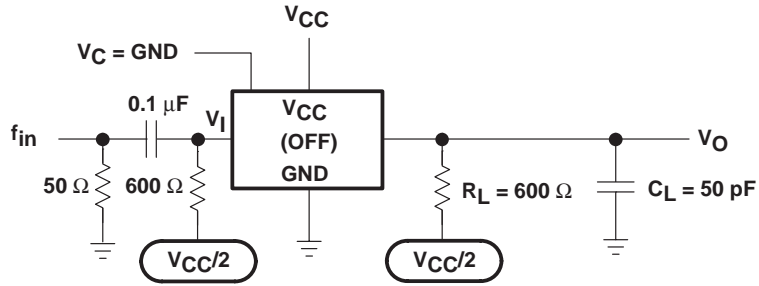 VCC
VC = GND
0.1 μF
VI
VCC
(OFF)
GND
fin
VO
50 Ω
600 Ω
RL = 600 Ω
CL = 50 pF
VCC/2
VCC/2